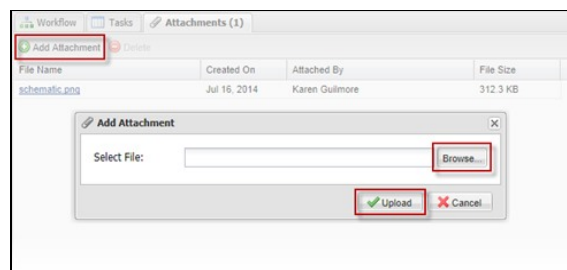 Workflow Tasks Attachments (1)
Add Attachment Delete
File Name Created On Attached By File Size
schematic.png Jul 16, 2014 Karen Guilmore 312.3 KB
Add Attachment
Select File: Browse...
Upload Cancel